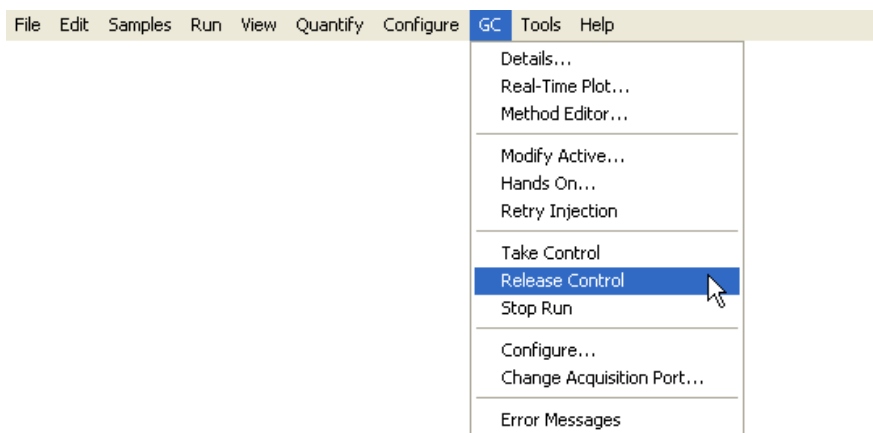 File Edit Samples Run View Quantify Configure GC Tools Help
Details...
Real-Time Plot...
Method Editor...
Modify Active...
Hands On...
Retry Injection
Take Control
Release Control
Stop Run
Configure...
Change Acquisition Port...
Error Messages